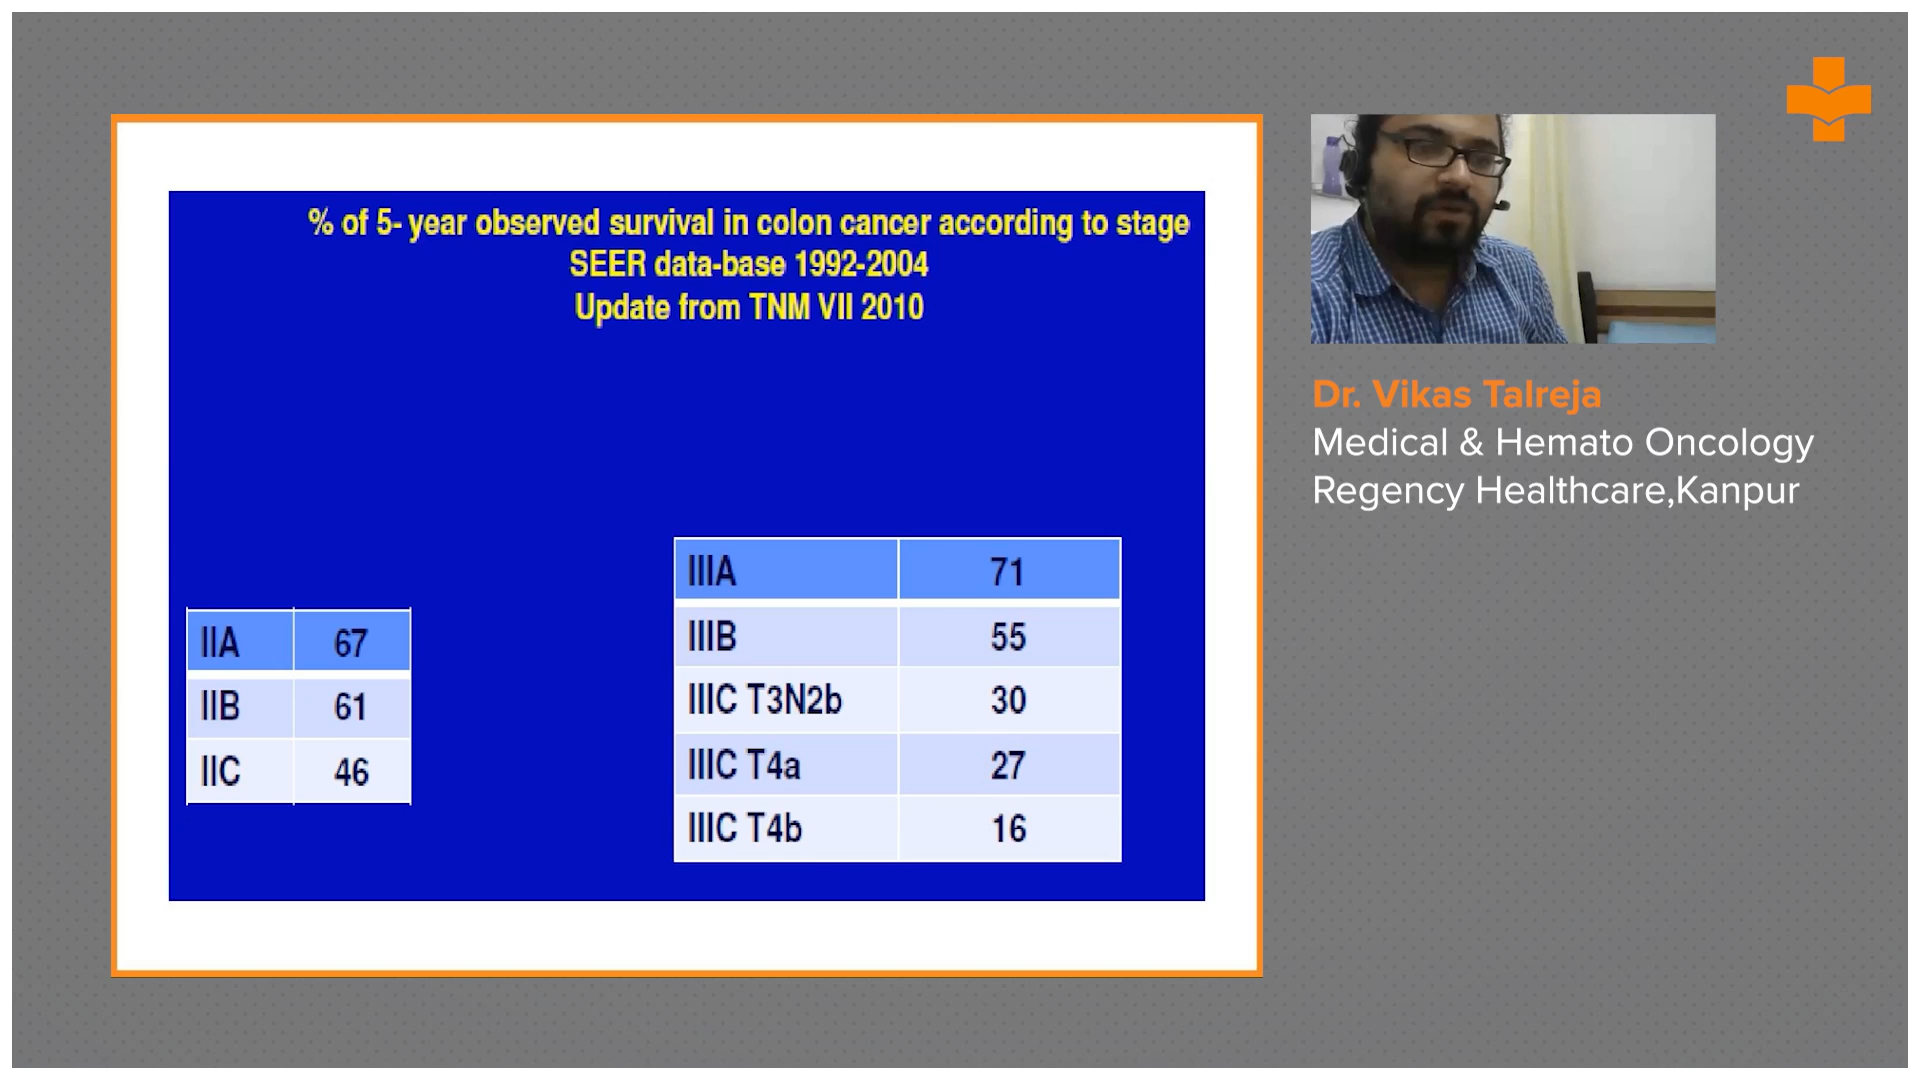 % of 5- year observed survival in colon cancer according to stage
SEER data-base 1992-2004
Update from TNM VII 2010
IIA 67
IIB 61
IIC 46
IIIA 71
IIIB 55
IIIC T3N2b 30
IIIC T4a 27
IIIC T4b 16
Dr. Vikas Talreja
Medical & Hemato Oncology
Regency Healthcare,Kanpur